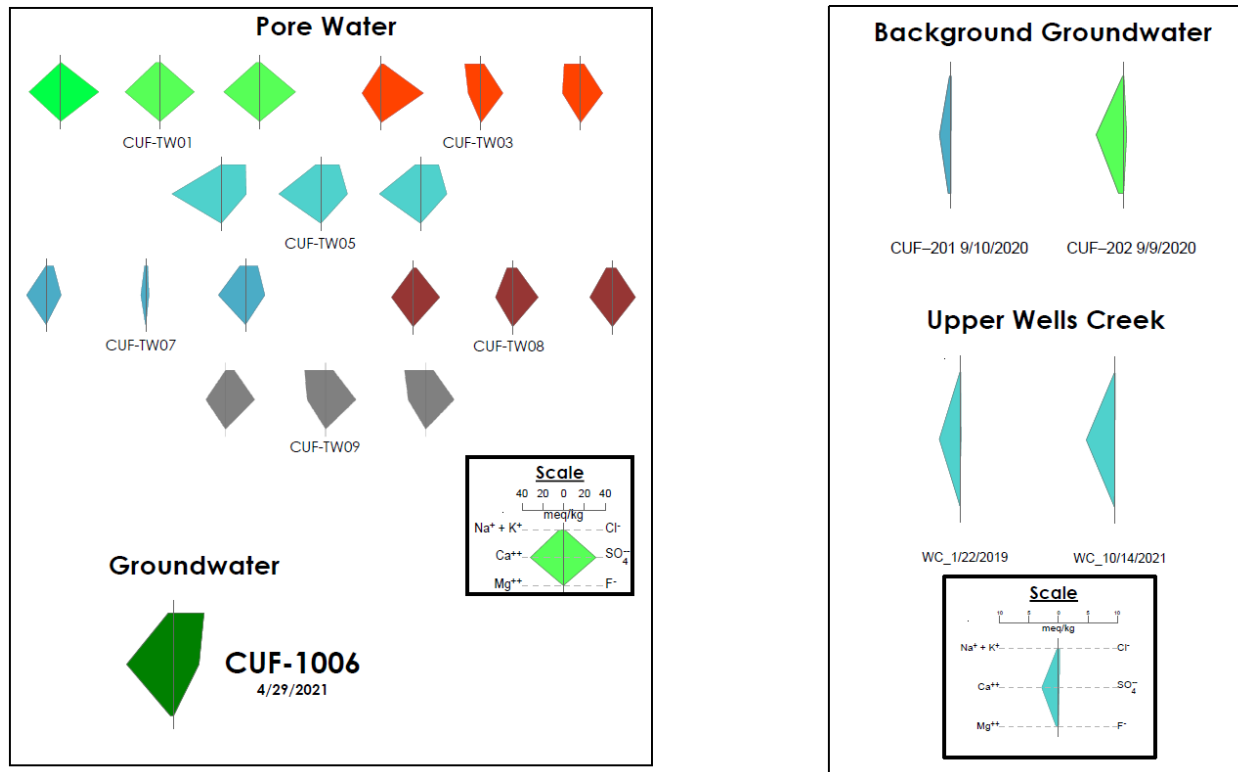 Pore Water
CUF-TW01
CUF-TW03
CUF-TW05
CUF-TW07
CUF-TW08
CUF-TW09
Scale
40 20 0 20 40
meq/kg
Na⁺ + K⁺ Cl⁻
Ca⁺⁺ SO₄⁻⁻
Mg⁺⁺ F⁻
Groundwater
CUF-1006
4/29/2021
Background Groundwater
CUF–201 9/10/2020
CUF–202 9/9/2020
Upper Wells Creek
WC_1/22/2019
WC_10/14/2021
Scale
10 5 0 5 10
meq/kg
Na⁺ + K⁺ Cl⁻
Ca⁺⁺ SO₄⁻⁻
Mg⁺⁺ F⁻